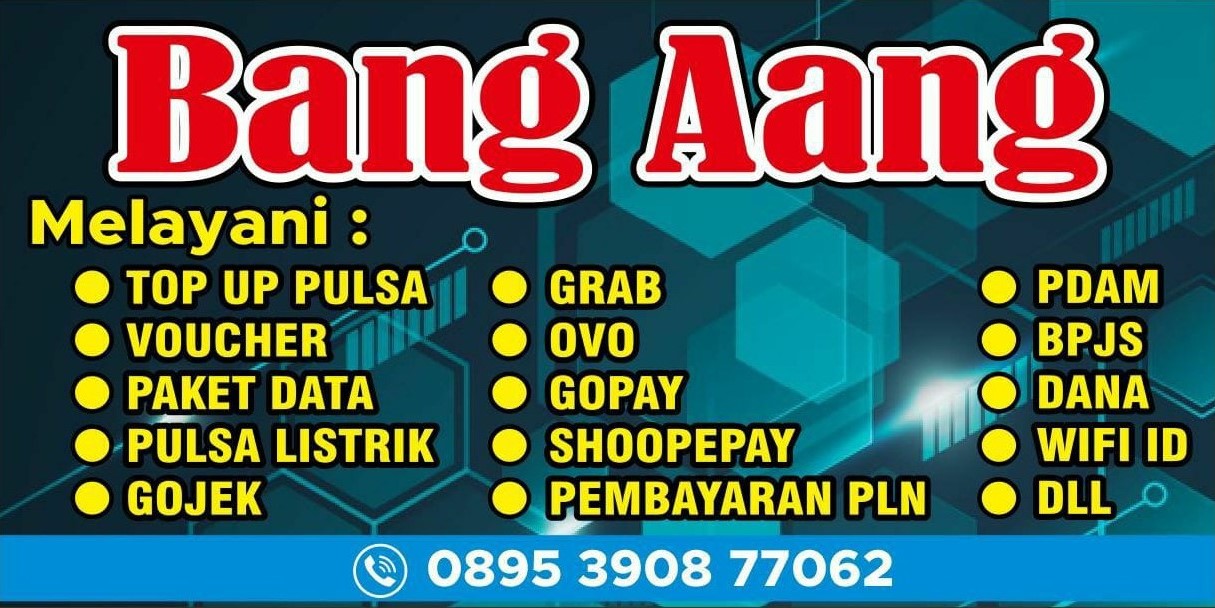 Bang Aang
Melayani :
TOP UP PULSA
VOUCHER
PAKET DATA
PULSA LISTRIK
GOJEK
GRAB
OVO
GOPAY
SHOOPEPAY
PEMBAYARAN PLN
PDAM
BPJS
DANA
WIFI ID
DLL
0895 3908 77062